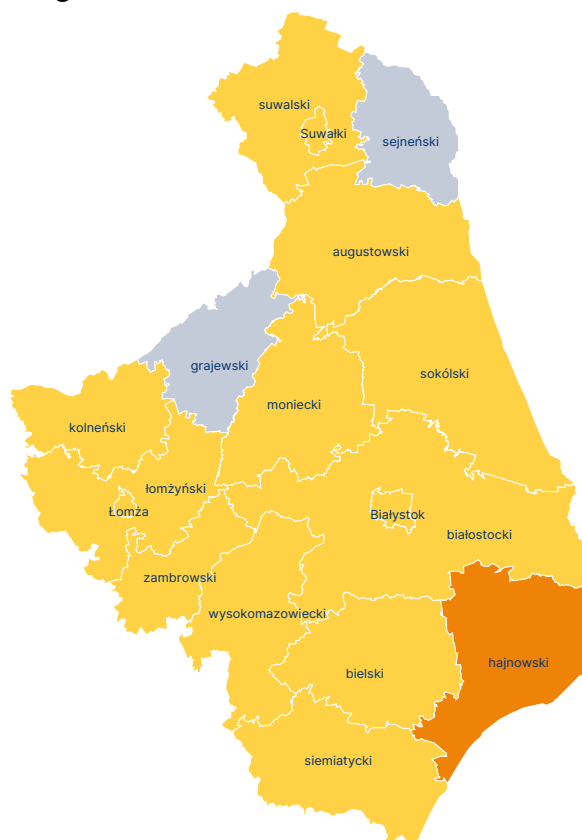 suwalski
Suwałki
sejneński
augustowski
grajewski
sokólski
moniecki
kolneński
łomżyński
Łomża
Białystok
białostocki
zambrowski
wysokomazowiecki
hajnowski
bielski
siemiatycki